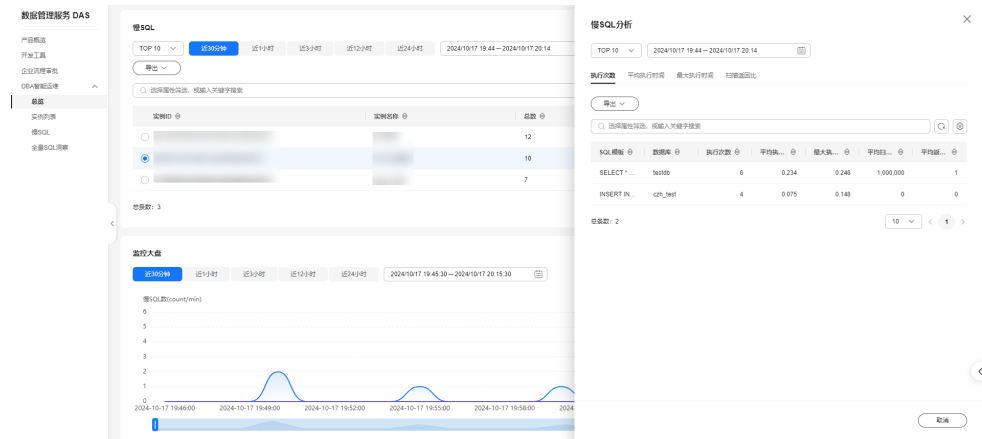 数据管理服务 DAS
产品概览
开发工具
企业流程审批
DBA智能运维
总览
实例列表
慢SQL
全量SQL洞察
慢SQL
TOP 10 近30分钟 近1小时 近3小时 近12小时 近24小时 2024/10/17 19:44 — 2024/10/17 20:14
导出
选择属性筛选，或输入关键字搜索
实例ID 实例名称 总数
12
10
7
总条数：3
监控大盘
近30分钟 近1小时 近3小时 近12小时 近24小时 2024/10/17 19:45:30 — 2024/10/17 20:15:30
慢SQL数(count/min)
6
5
4
3
2
1
0
2024-10-17 19:46:00 2024-10-17 19:49:00 2024-10-17 19:52:00 2024-10-17 19:55:00 2024-10-17 19:58:00 2024
慢SQL分析
TOP 10 2024/10/17 19:44 — 2024/10/17 20:14
执行次数 平均执行时间 最大执行时间 扫描返回比
导出
选择属性筛选，或输入关键字搜索
SQL模板 数据库 执行次数 平均执... 最大执... 平均扫... 平均返...
SELECT * ... testdb 6 0.234 0.246 1,000,000 1
INSERT IN... czh_test 4 0.075 0.148 0 0
总条数：2 10 1
取消